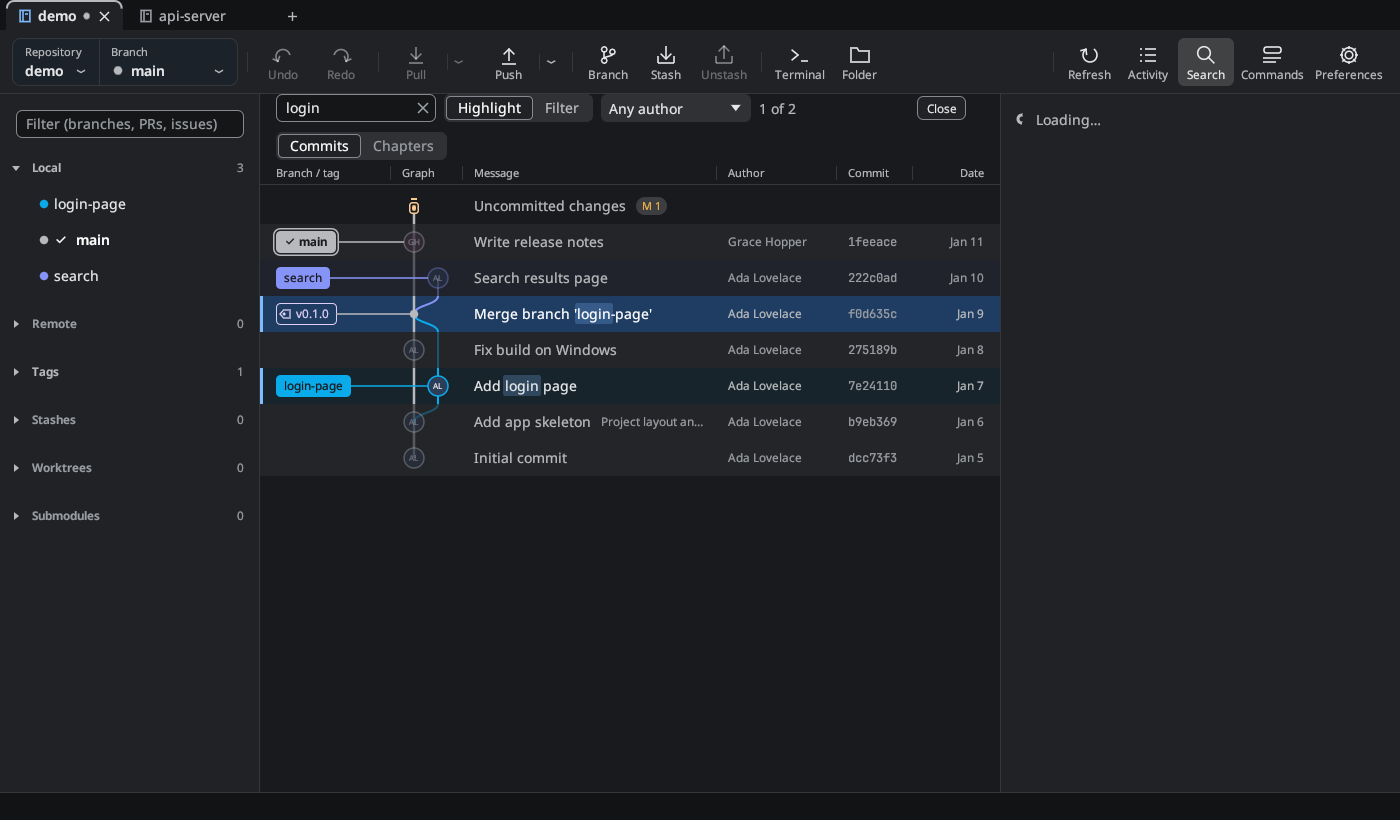 demo api-server +
Repository Branch
demo main
Undo Redo Pull Push Branch Stash Unstash Terminal Folder Refresh Activity Search Commands Preferences
Filter (branches, PRs, issues)
Local 3
login-page
main
search
Remote 0
Tags 1
Stashes 0
Worktrees 0
Submodules 0
login Highlight Filter Any author 1 of 2 Close
Commits Chapters
Branch / tag Graph Message Author Commit Date
Uncommitted changes M 1
main GH Write release notes Grace Hopper 1feeace Jan 11
search AL Search results page Ada Lovelace 222c0ad Jan 10
v0.1.0 Merge branch 'login-page' Ada Lovelace f0d635c Jan 9
AL Fix build on Windows Ada Lovelace 275189b Jan 8
login-page AL Add login page Ada Lovelace 7e24110 Jan 7
AL Add app skeleton Project layout an... Ada Lovelace b9eb369 Jan 6
AL Initial commit Ada Lovelace dcc73f3 Jan 5
Loading...